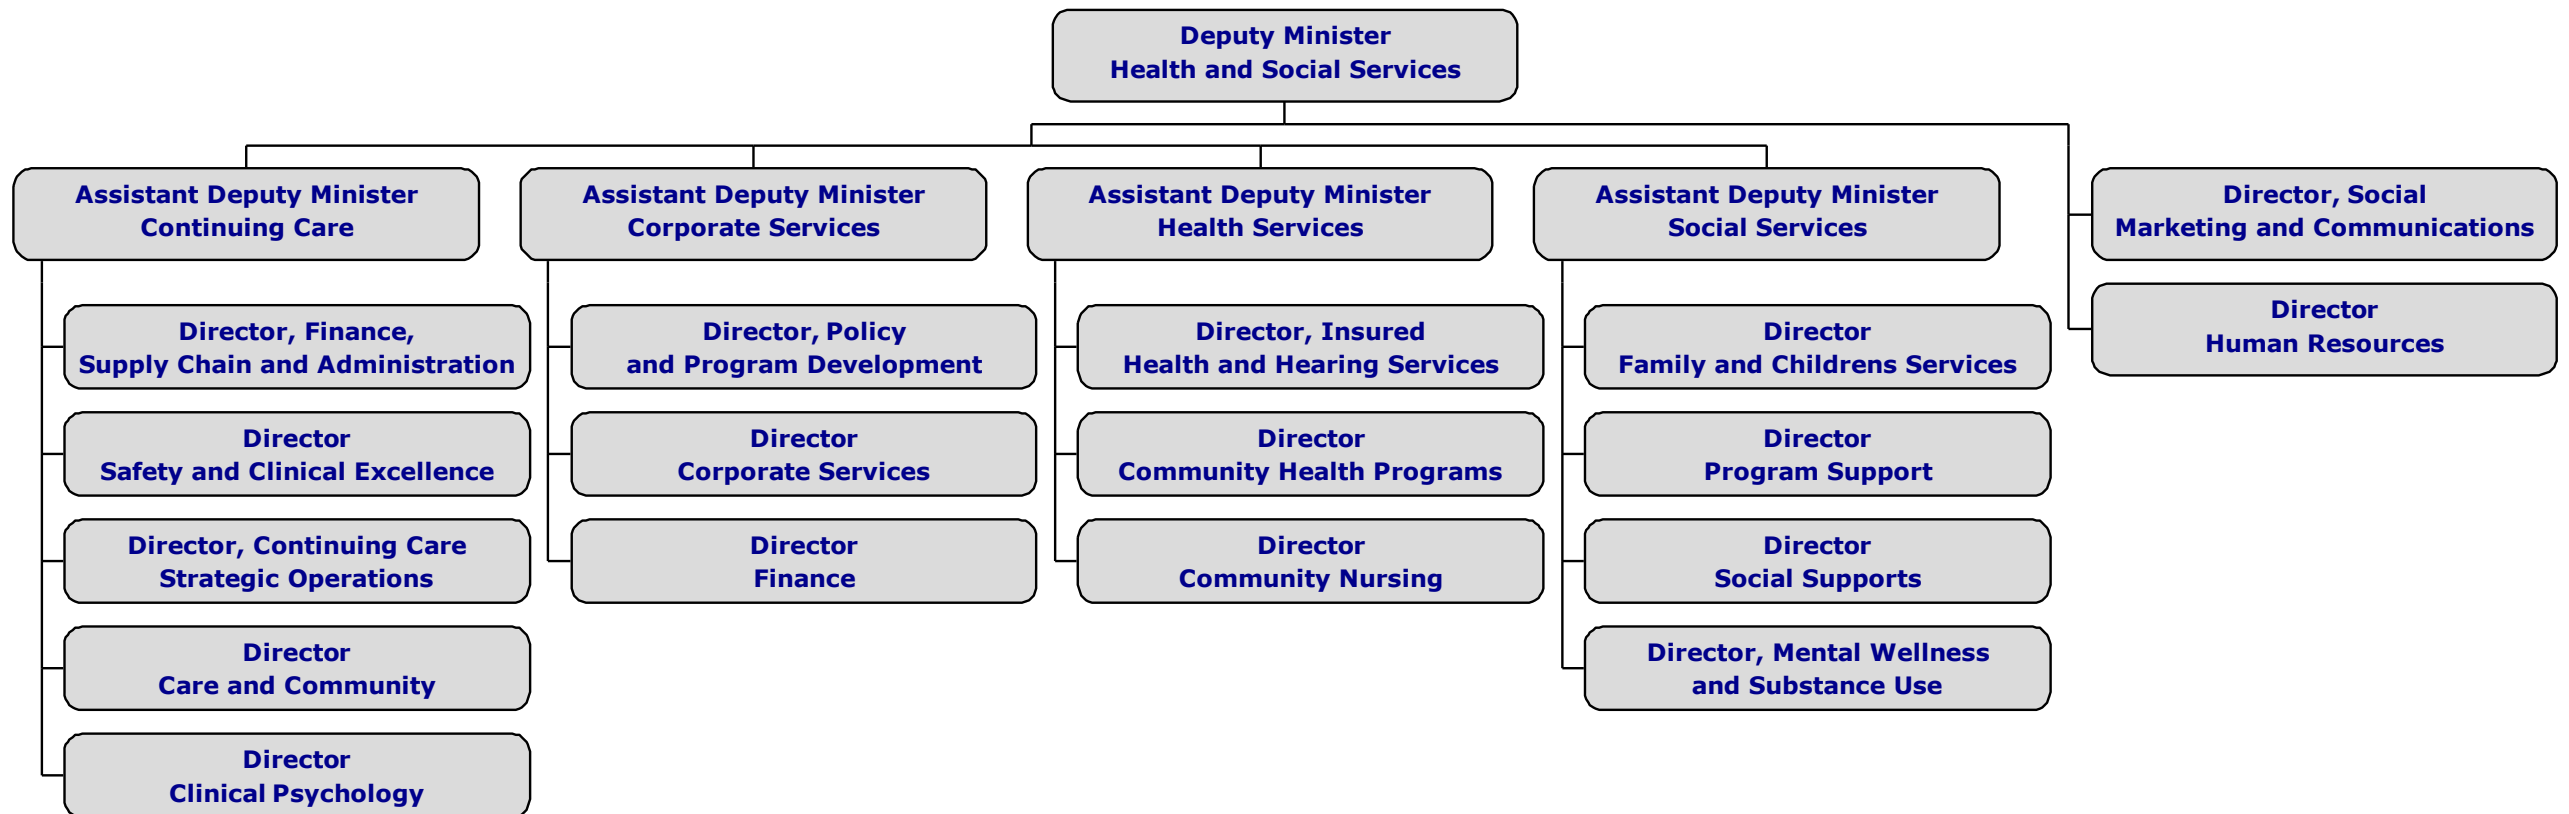 Deputy Minister
Health and Social Services
Assistant Deputy Minister
Continuing Care
Director, Finance,
Supply Chain and Administration
Director
Safety and Clinical Excellence
Director, Continuing Care
Strategic Operations
Director
Care and Community
Director
Clinical Psychology
Assistant Deputy Minister
Corporate Services
Director, Policy
and Program Development
Director
Corporate Services
Director
Finance
Assistant Deputy Minister
Health Services
Director, Insured
Health and Hearing Services
Director
Community Health Programs
Director
Community Nursing
Assistant Deputy Minister
Social Services
Director
Family and Childrens Services
Director
Program Support
Director
Social Supports
Director, Mental Wellness
and Substance Use
Director, Social
Marketing and Communications
Director
Human Resources